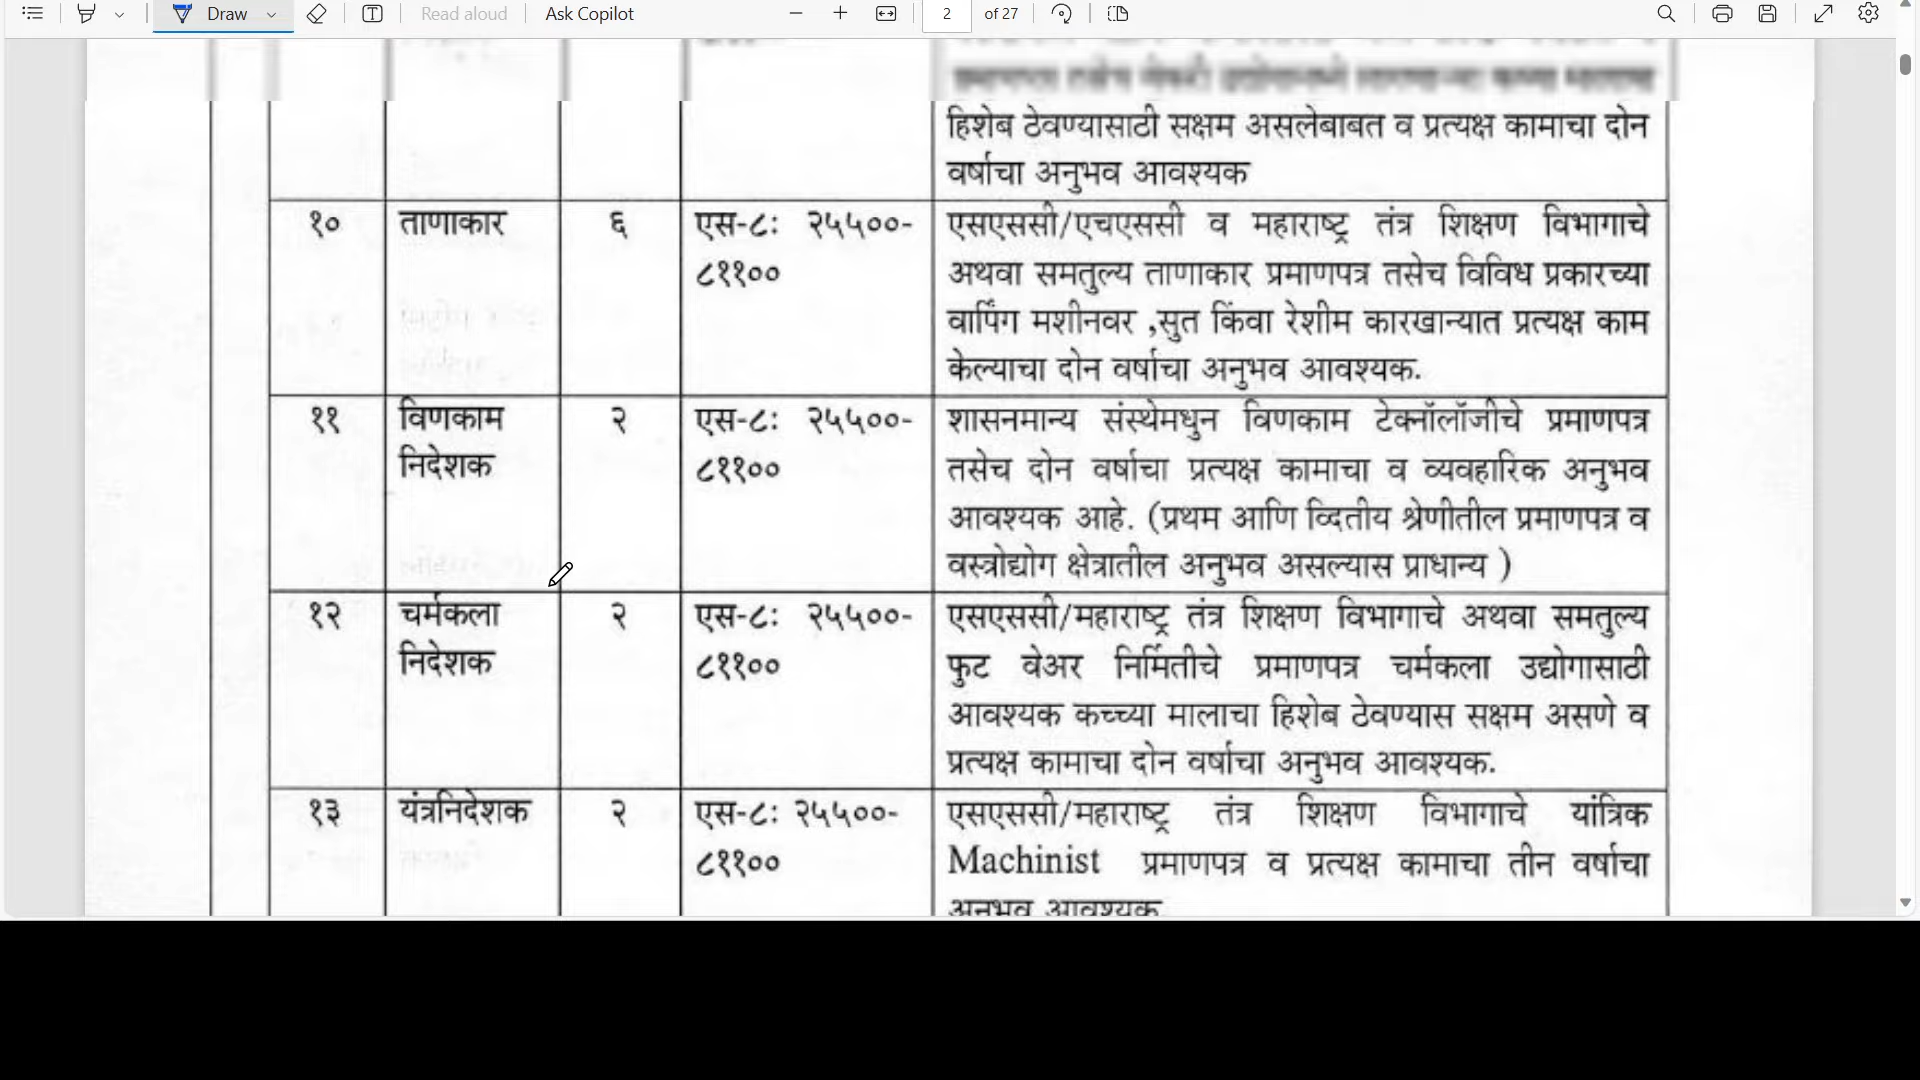 Draw
Read aloud
Ask Copilot
2 of 27
हिशेब ठेवण्यासाठी सक्षम असलेबाबत व प्रत्यक्ष कामाचा दोन
वर्षाचा अनुभव आवश्यक
१० ताणाकार ६ एस-८: २५५००- एसएससी/एचएससी व महाराष्ट्र तंत्र शिक्षण विभागाचे
८११०० अथवा समतुल्य ताणाकार प्रमाणपत्र तसेच विविध प्रकारच्या
वार्पिंग मशीनवर ,सुत किंवा रेशीम कारखान्यात प्रत्यक्ष काम
केल्याचा दोन वर्षाचा अनुभव आवश्यक.
११ विणकाम २ एस-८: २५५००- शासनमान्य संस्थेमधुन विणकाम टेक्नॉलॉजीचे प्रमाणपत्र
निदेशक ८११०० तसेच दोन वर्षाचा प्रत्यक्ष कामाचा व व्यवहारिक अनुभव
आवश्यक आहे. (प्रथम आणि व्दितीय श्रेणीतील प्रमाणपत्र व
वस्त्रोद्योग क्षेत्रातील अनुभव असल्यास प्राधान्य )
१२ चर्मकला २ एस-८: २५५००- एसएससी/महाराष्ट्र तंत्र शिक्षण विभागाचे अथवा समतुल्य
निदेशक ८११०० फुट वेअर निर्मितीचे प्रमाणपत्र चर्मकला उद्योगासाठी
आवश्यक कच्च्या मालाचा हिशेब ठेवण्यास सक्षम असणे व
प्रत्यक्ष कामाचा दोन वर्षाचा अनुभव आवश्यक.
१३ यंत्रनिदेशक २ एस-८: २५५००- एसएससी/महाराष्ट्र तंत्र शिक्षण विभागाचे यांत्रिक
८११०० Machinist प्रमाणपत्र व प्रत्यक्ष कामाचा तीन वर्षाचा
अनुभव आवश्यक